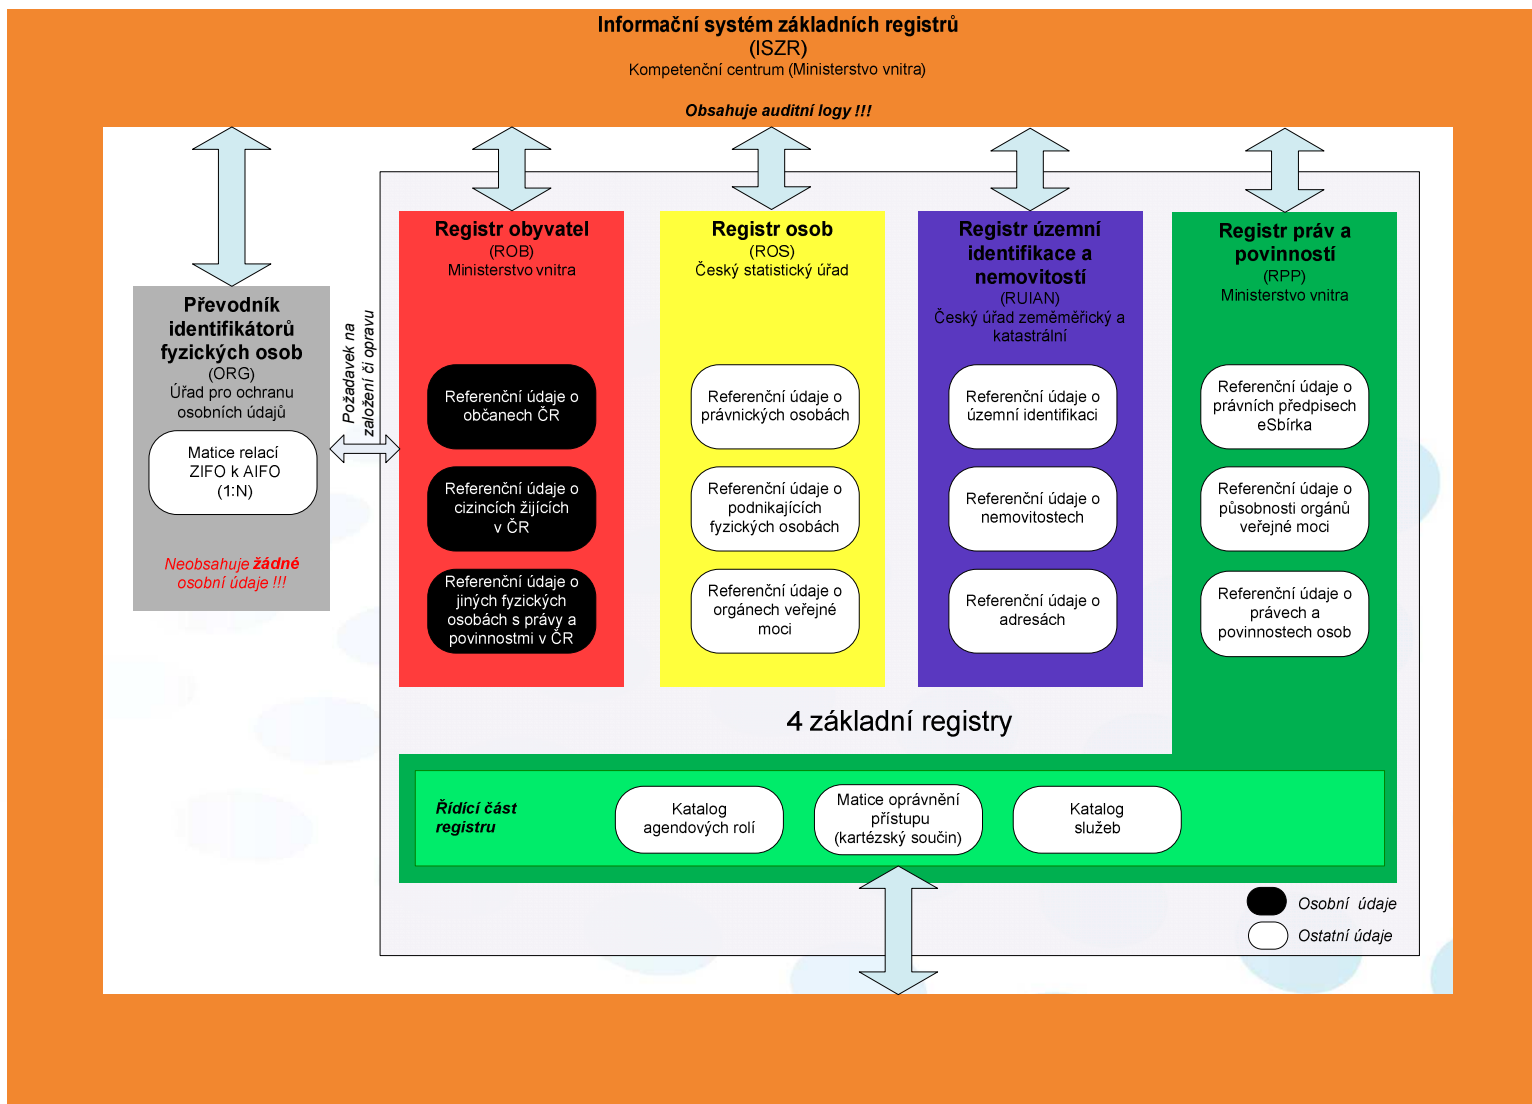 Informační systém základních registrů
(ISZR)
Kompetenční centrum (Ministerstvo vnitra)
Obsahuje auditní logy !!!
Převodník
identifikátorů
fyzických osob
(ORG)
Úřad pro ochranu
osobních údajů
Matice relací
ZIFO k AIFO
(1:N)
Neobsahuje žádné
osobní údaje !!!
Požadavek na
založení či opravu
Registr obyvatel
(ROB)
Ministerstvo vnitra
Referenční údaje o
občanech ČR
Referenční údaje o
cizincích žijících
v ČR
Referenční údaje o
jiných fyzických
osobách s právy a
povinnostmi v ČR
Registr osob
(ROS)
Český statistický úřad
Referenční údaje o
právnických osobách
Referenční údaje o
podnikajících
fyzických osobách
Referenční údaje o
orgánech veřejné
moci
Registr územní
identifikace a
nemovitostí
(RUIAN)
Český úřad zeměměřický a
katastrální
Referenční údaje o
územní identifikaci
Referenční údaje o
nemovitostech
Referenční údaje o
adresách
Registr práv a
povinností
(RPP)
Ministerstvo vnitra
Referenční údaje o
právních předpisech
eSbírka
Referenční údaje o
působnosti orgánů
veřejné moci
Referenční údaje o
právech a
povinnostech osob
4 základní registry
Řídící část
registru
Katalog
agendových rolí
Matice oprávnění
přístupu
(kartézský součin)
Katalog
služeb
Osobní údaje
Ostatní údaje